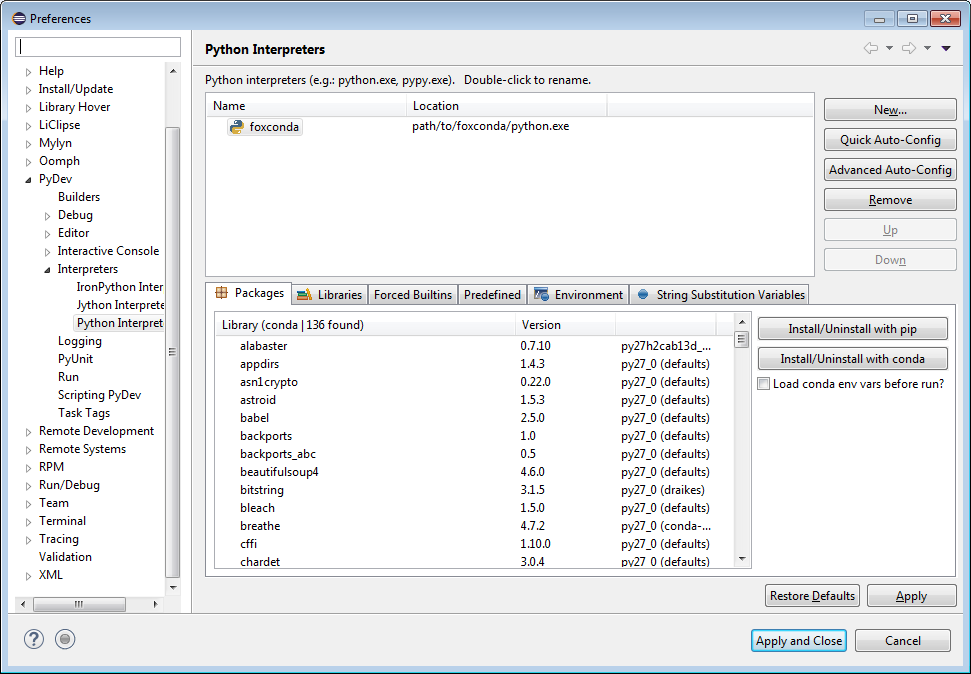 Preferences
Help
Install/Update
Library Hover
LiClipse
Mylyn
Oomph
PyDev
Builders
Debug
Editor
Interactive Console
Interpreters
IronPython Inter
Jython Interprete
Python Interpret
Logging
PyUnit
Run
Scripting PyDev
Task Tags
Remote Development
Remote Systems
RPM
Run/Debug
Team
Terminal
Tracing
Validation
XML
Python Interpreters
Python interpreters (e.g.: python.exe, pypy.exe). Double-click to rename.
Name Location
foxconda path/to/foxconda/python.exe
New...
Quick Auto-Config
Advanced Auto-Config
Remove
Up
Down
Packages Libraries Forced Builtins Predefined Environment String Substitution Variables
Library (conda | 136 found) Version
alabaster 0.7.10 py27h2cab13d_...
appdirs 1.4.3 py27_0 (defaults)
asn1crypto 0.22.0 py27_0 (defaults)
astroid 1.5.3 py27_0 (defaults)
babel 2.5.0 py27_0 (defaults)
backports 1.0 py27_0 (defaults)
backports_abc 0.5 py27_0 (defaults)
beautifulsoup4 4.6.0 py27_0 (defaults)
bitstring 3.1.5 py27_0 (draikes)
bleach 1.5.0 py27_0 (defaults)
breathe 4.7.2 py27_0 (conda-...
cffi 1.10.0 py27_0 (defaults)
chardet 3.0.4 py27_0 (defaults)
Install/Uninstall with pip
Install/Uninstall with conda
Load conda env vars before run?
Restore Defaults Apply
? Apply and Close Cancel